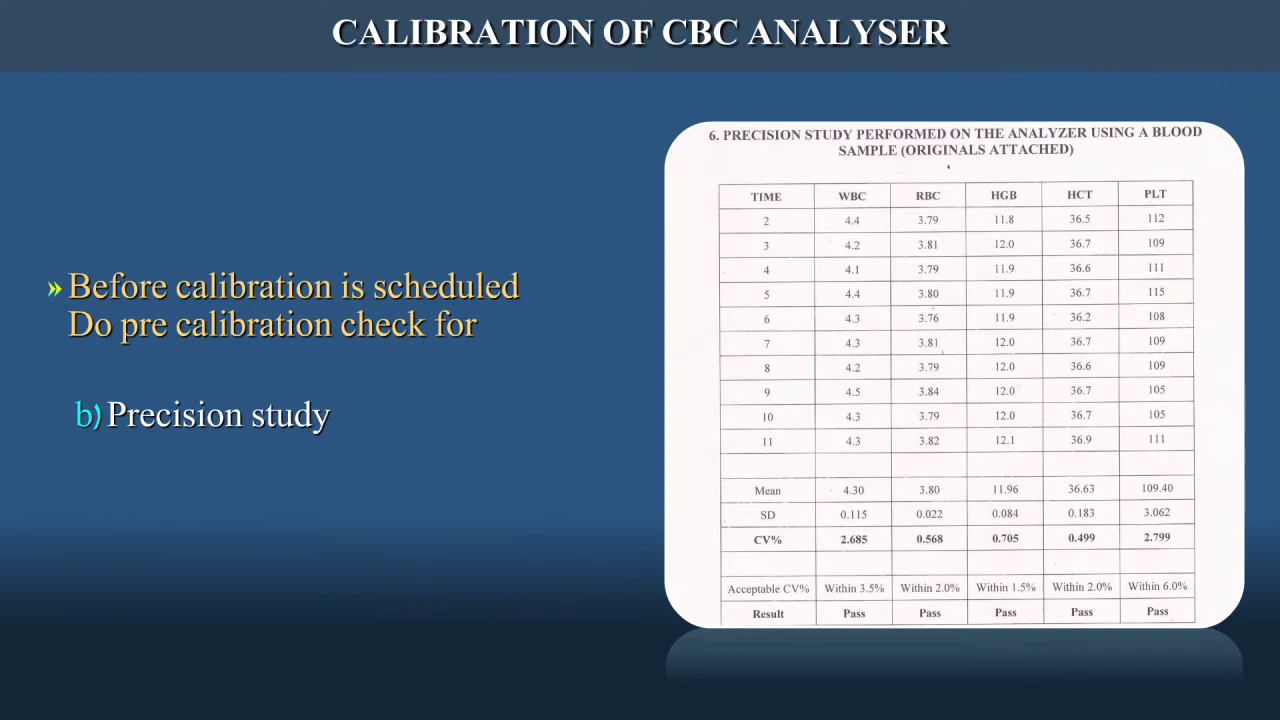 CALIBRATION OF CBC ANALYSER
» Before calibration is scheduled
Do pre calibration check for
b) Precision study
6. PRECISION STUDY PERFORMED ON THE ANALYZER USING A BLOOD
SAMPLE (ORIGINALS ATTACHED)
TIME WBC RBC HGB HCT PLT
2 4.4 3.79 11.8 36.5 112
3 4.2 3.81 12.0 36.7 109
4 4.1 3.79 11.9 36.6 111
5 4.4 3.80 11.9 36.7 115
6 4.3 3.76 11.9 36.2 108
7 4.3 3.81 12.0 36.7 109
8 4.2 3.79 12.0 36.6 109
9 4.5 3.84 12.0 36.7 105
10 4.3 3.79 12.0 36.7 105
11 4.3 3.82 12.1 36.9 111
Mean 4.30 3.80 11.96 36.63 109.40
SD 0.115 0.022 0.084 0.183 3.062
CV% 2.685 0.568 0.705 0.499 2.799
Acceptable CV% Within 3.5% Within 2.0% Within 1.5% Within 2.0% Within 6.0%
Result Pass Pass Pass Pass Pass